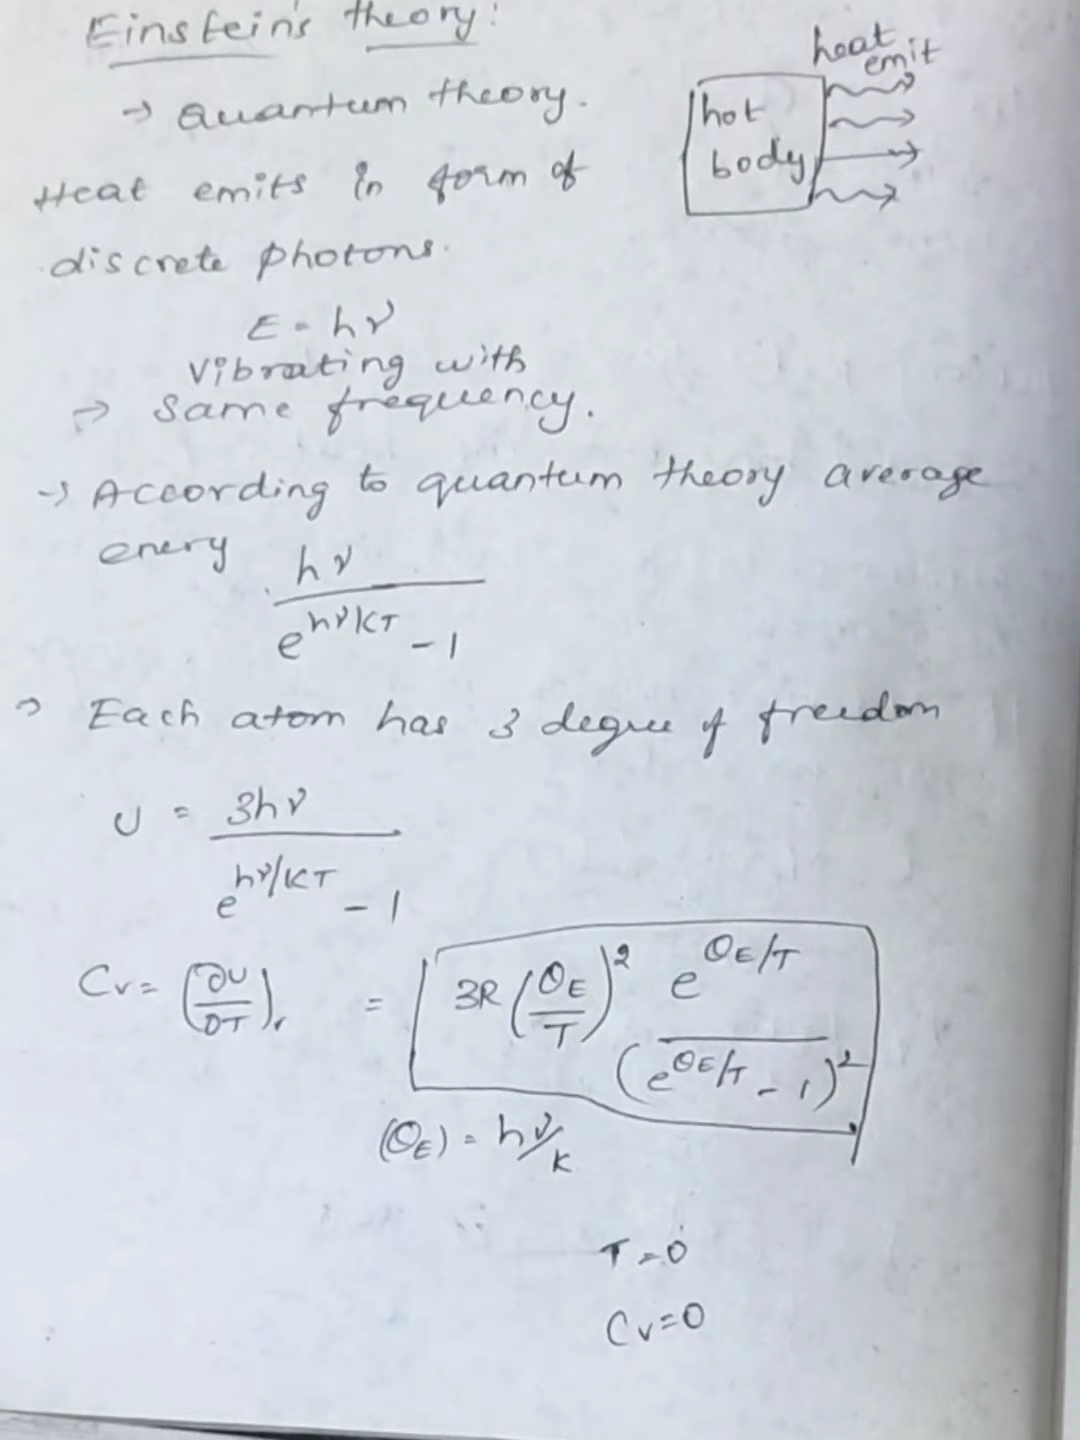 Einstein's theory:
→ Quantum theory.
heat
emit
hot
body
Heat emits in form of
discrete photons.
E = hν
Vibrating with
→ Same frequency.
→ According to quantum theory average
enery
hν
e^hν/KT - 1
→ Each atom has 3 degree of freedom
U = 3hν
e^hν/KT - 1
Cv = (∂U/∂T)v = 3R (θE/T)² e^θE/T
(e^θE/T - 1)²
(θE) = hν/K
T = 0
Cv = 0